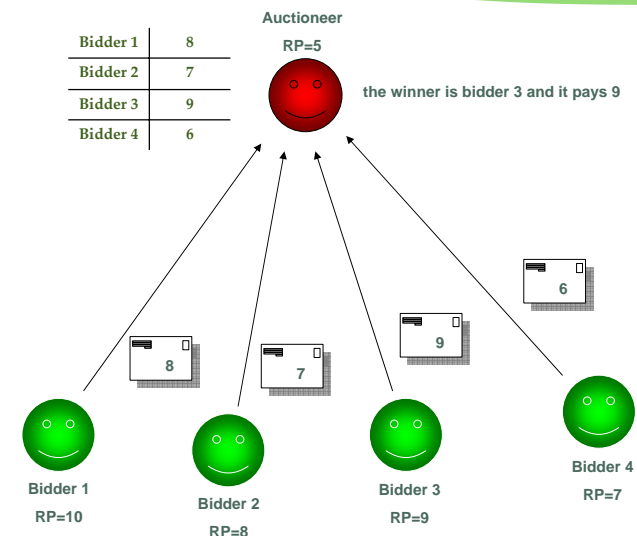 Auctioneer
RP=5
Bidder 1 8
Bidder 2 7
Bidder 3 9
Bidder 4 6
the winner is bidder 3 and it pays 9
6
9
8
7
Bidder 1
RP=10
Bidder 2
RP=8
Bidder 3
RP=9
Bidder 4
RP=7